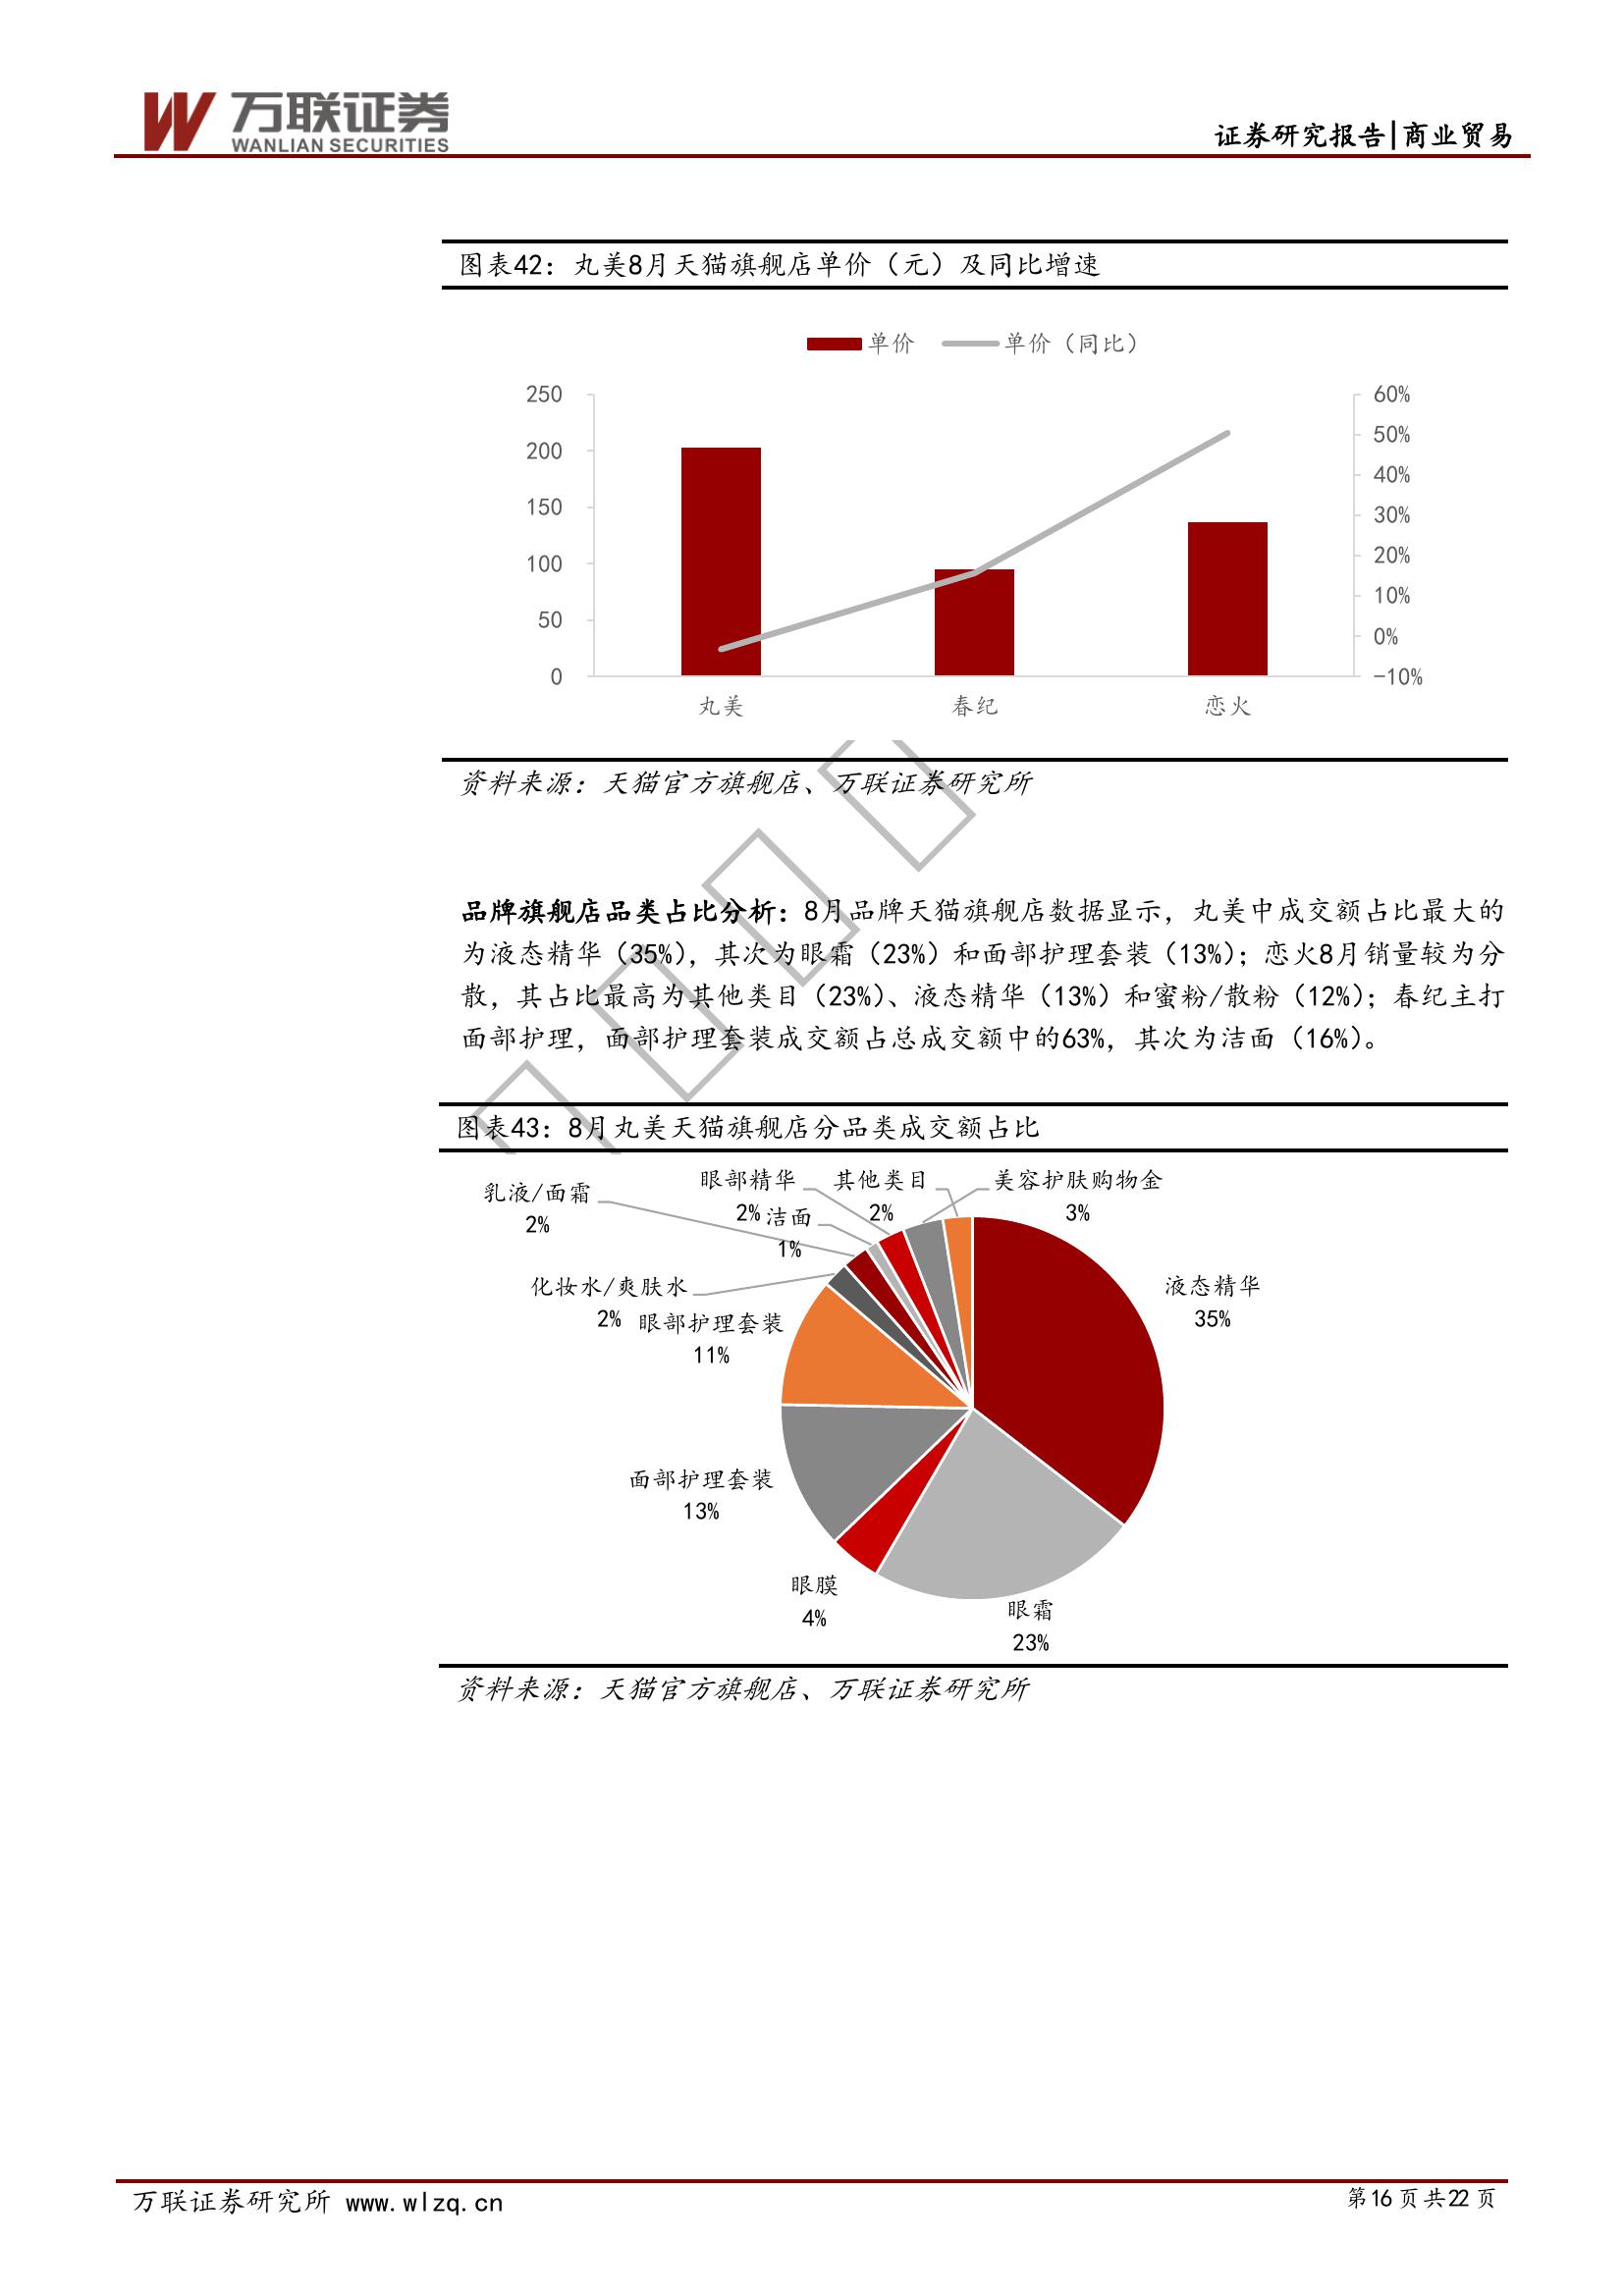 万联证券
WANLIAN SECURITIES
证券研究报告|商业贸易
图表42：丸美8月天猫旗舰店单价（元）及同比增速
单价 单价（同比）
250
200
150
100
50
0
60%
50%
40%
30%
20%
10%
0%
-10%
丸美 春纪 恋火
资料来源：天猫官方旗舰店、万联证券研究所
品牌旗舰店品类占比分析：8月品牌天猫旗舰店数据显示，丸美中成交额占比最大的
为液态精华（35%），其次为眼霜（23%）和面部护理套装（13%）；恋火8月销量较为分
散，其占比最高为其他类目（23%）、液态精华（13%）和蜜粉/散粉（12%）；春纪主打
面部护理，面部护理套装成交额占总成交额中的63%，其次为洁面（16%）。
图表43：8月丸美天猫旗舰店分品类成交额占比
乳液/面霜
2%
眼部精华
2%
其他类目
2%
美容护肤购物金
3%
洁面
1%
化妆水/爽肤水
2%
眼部护理套装
11%
液态精华
35%
面部护理套装
13%
眼膜
4%
眼霜
23%
资料来源：天猫官方旗舰店、万联证券研究所
万联证券研究所 www.wlzq.cn
第16页共22页